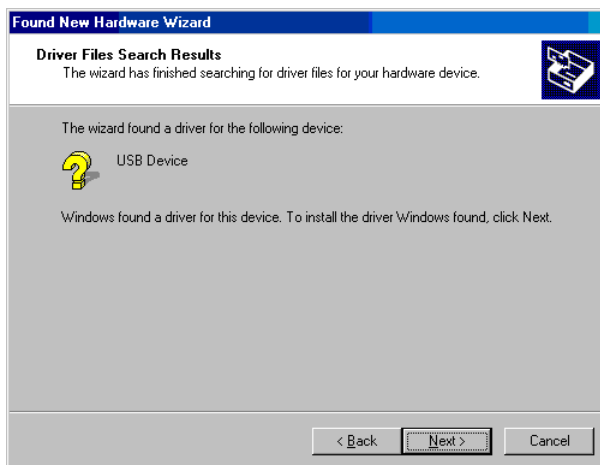 Found New Hardware Wizard
Driver Files Search Results
The wizard has finished searching for driver files for your hardware device.
The wizard found a driver for the following device:
USB Device
Windows found a driver for this device. To install the driver Windows found, click Next.
< Back Next > Cancel